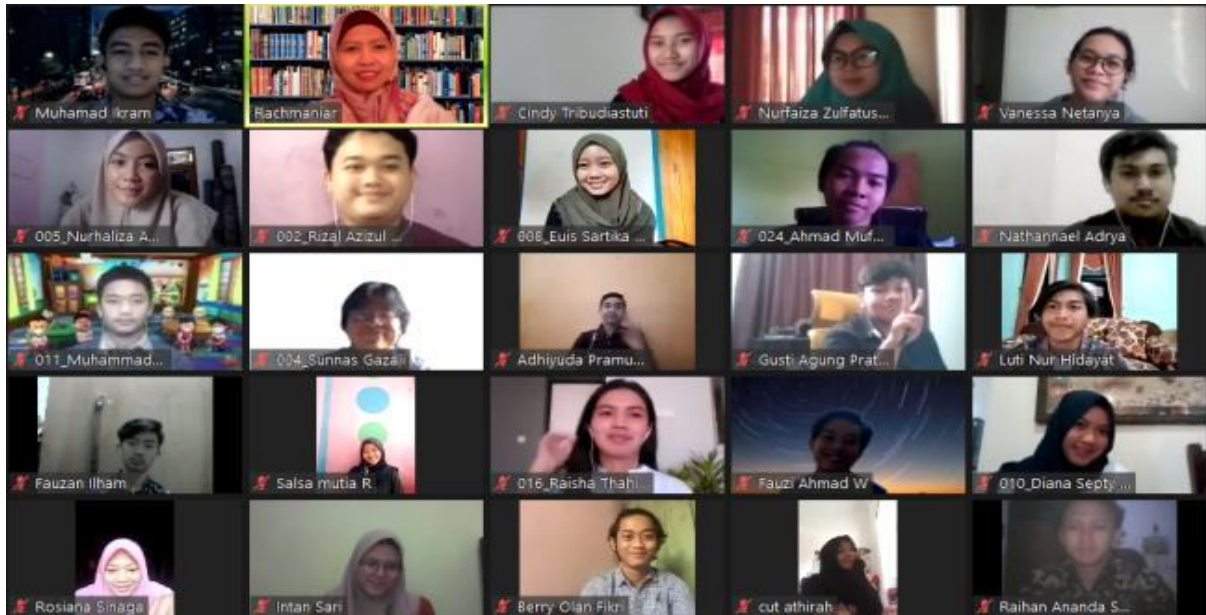 Muhamad Ikram
Rachmaniar
Cindy Tribudiastuti
Nurfaiza Zulfatus...
Vanessa Netanya
005_Nurhaliza A...
002_Rizal Azizul ...
008_Euis Sartika ...
024_Ahmad Muf...
Nathannael Adrya
011_Muhammad...
004_Sunnas Gazali
Adhiyuda Pramu...
Gusti Agung Prat...
Luti Nur Hidayat
Fauzan Ilham
Salsa mutia R
016_Raisha Thahi...
Fauzi Ahmad W
010_Diana Septy ...
Rosiana Sinaga
Intan Sari
Berry Olan Fikri
cut athirah
Raihan Ananda S...